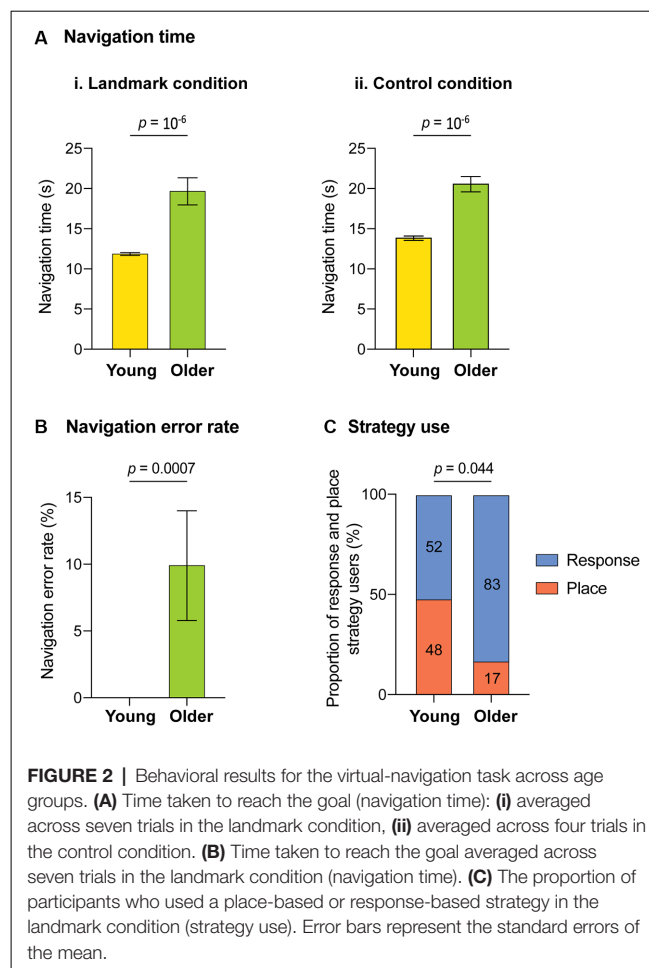 A Navigation time
i. Landmark condition
ii. Control condition
p = 10-6
p = 10-6
Navigation time (s)
25
20
15
10
5
0
Young Older
Navigation time (s)
25
20
15
10
5
0
Young Older
B Navigation error rate
C Strategy use
p = 0.0007
p = 0.044
Navigation error rate (%)
15
10
5
0
Young Older
Proportion of response and place
strategy users (%)
100
50
0
52
48
83
17
Young Older
Response
Place
FIGURE 2 | Behavioral results for the virtual-navigation task across age
groups. (A) Time taken to reach the goal (navigation time): (i) averaged
across seven trials in the landmark condition, (ii) averaged across four trials in
the control condition. (B) Time taken to reach the goal averaged across
seven trials in the landmark condition (navigation time). (C) The proportion of
participants who used a place-based or response-based strategy in the
landmark condition (strategy use). Error bars represent the standard errors of
the mean.